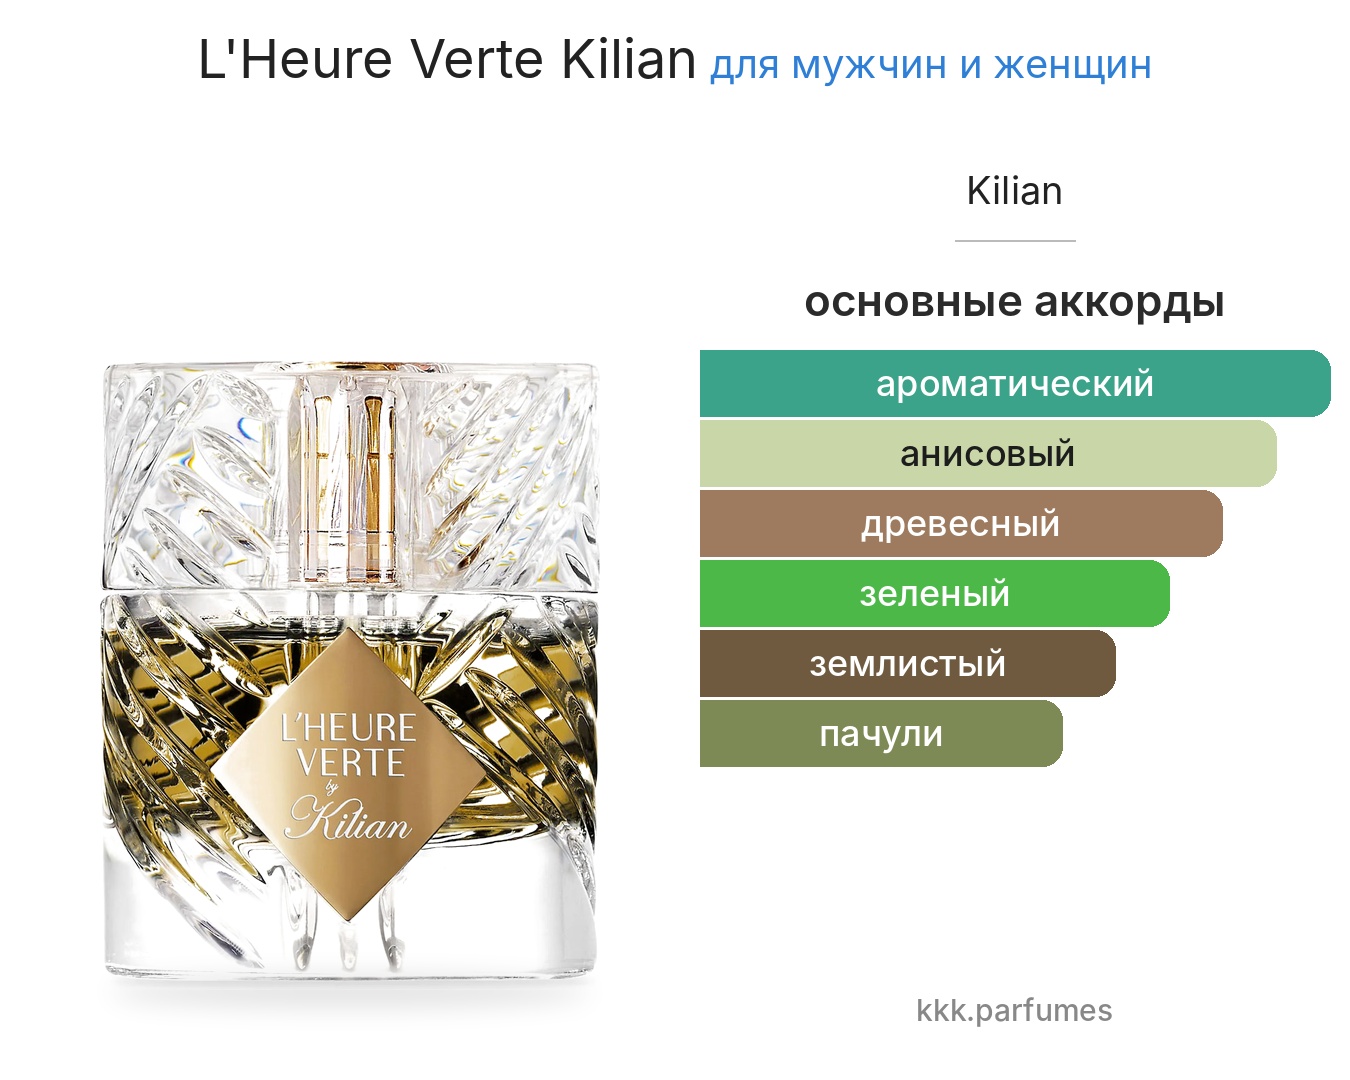 L'Heure Verte Kilian для мужчин и женщин
Kilian
основные аккорды
ароматический
анисовый
древесный
зеленый
землистый
пачули
L'HEURE
VERTE
by
Kilian
kkk.parfumes